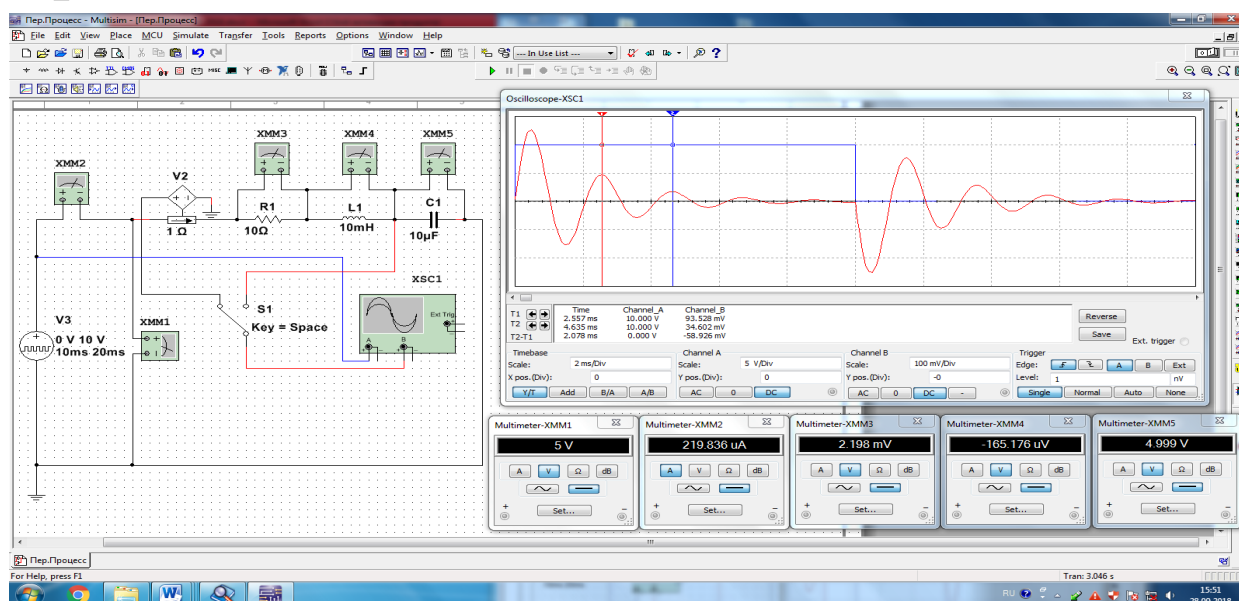 Пер.Процесс - Multisim - [Пер.Процесс]
File Edit View Place MCU Simulate Transfer Tools Reports Options Window Help
--- In Use List ---
XMM2
V2
XMM3
XMM4
XMM5
1 Ω
R1
10Ω
L1
10mH
C1
10µF
XSC1
Ext Trig
A B
S1
Key = Space
V3
0 V 10 V
10ms 20ms
XMM1
Oscilloscope-XSC1
Time Channel_A Channel_B
T1 2.557 ms 10.000 V 93.528 mV
T2 4.635 ms 10.000 V 34.602 mV
T2-T1 2.078 ms 0.000 V -58.926 mV
Reverse
Save
Ext. trigger
Timebase Channel A Channel B Trigger
Scale: 2 ms/Div Scale: 5 V/Div Scale: 100 mV/Div Edge: A B Ext
X pos.(Div): 0 Y pos.(Div): 0 Y pos.(Div): -0 Level: 1 nV
Y/T Add B/A A/B AC 0 DC AC 0 DC - Single Normal Auto None
Multimeter-XMM1 Multimeter-XMM2 Multimeter-XMM3 Multimeter-XMM4 Multimeter-XMM5
5 V 219.836 uA 2.198 mV -165.176 uV 4.999 V
A V Ω dB A V Ω dB A V Ω dB A V Ω dB A V Ω dB
Set... Set... Set... Set... Set...
Пер.Процесс
For Help, press F1
Tran: 3.046 s
RU
15:51
28.09.2018